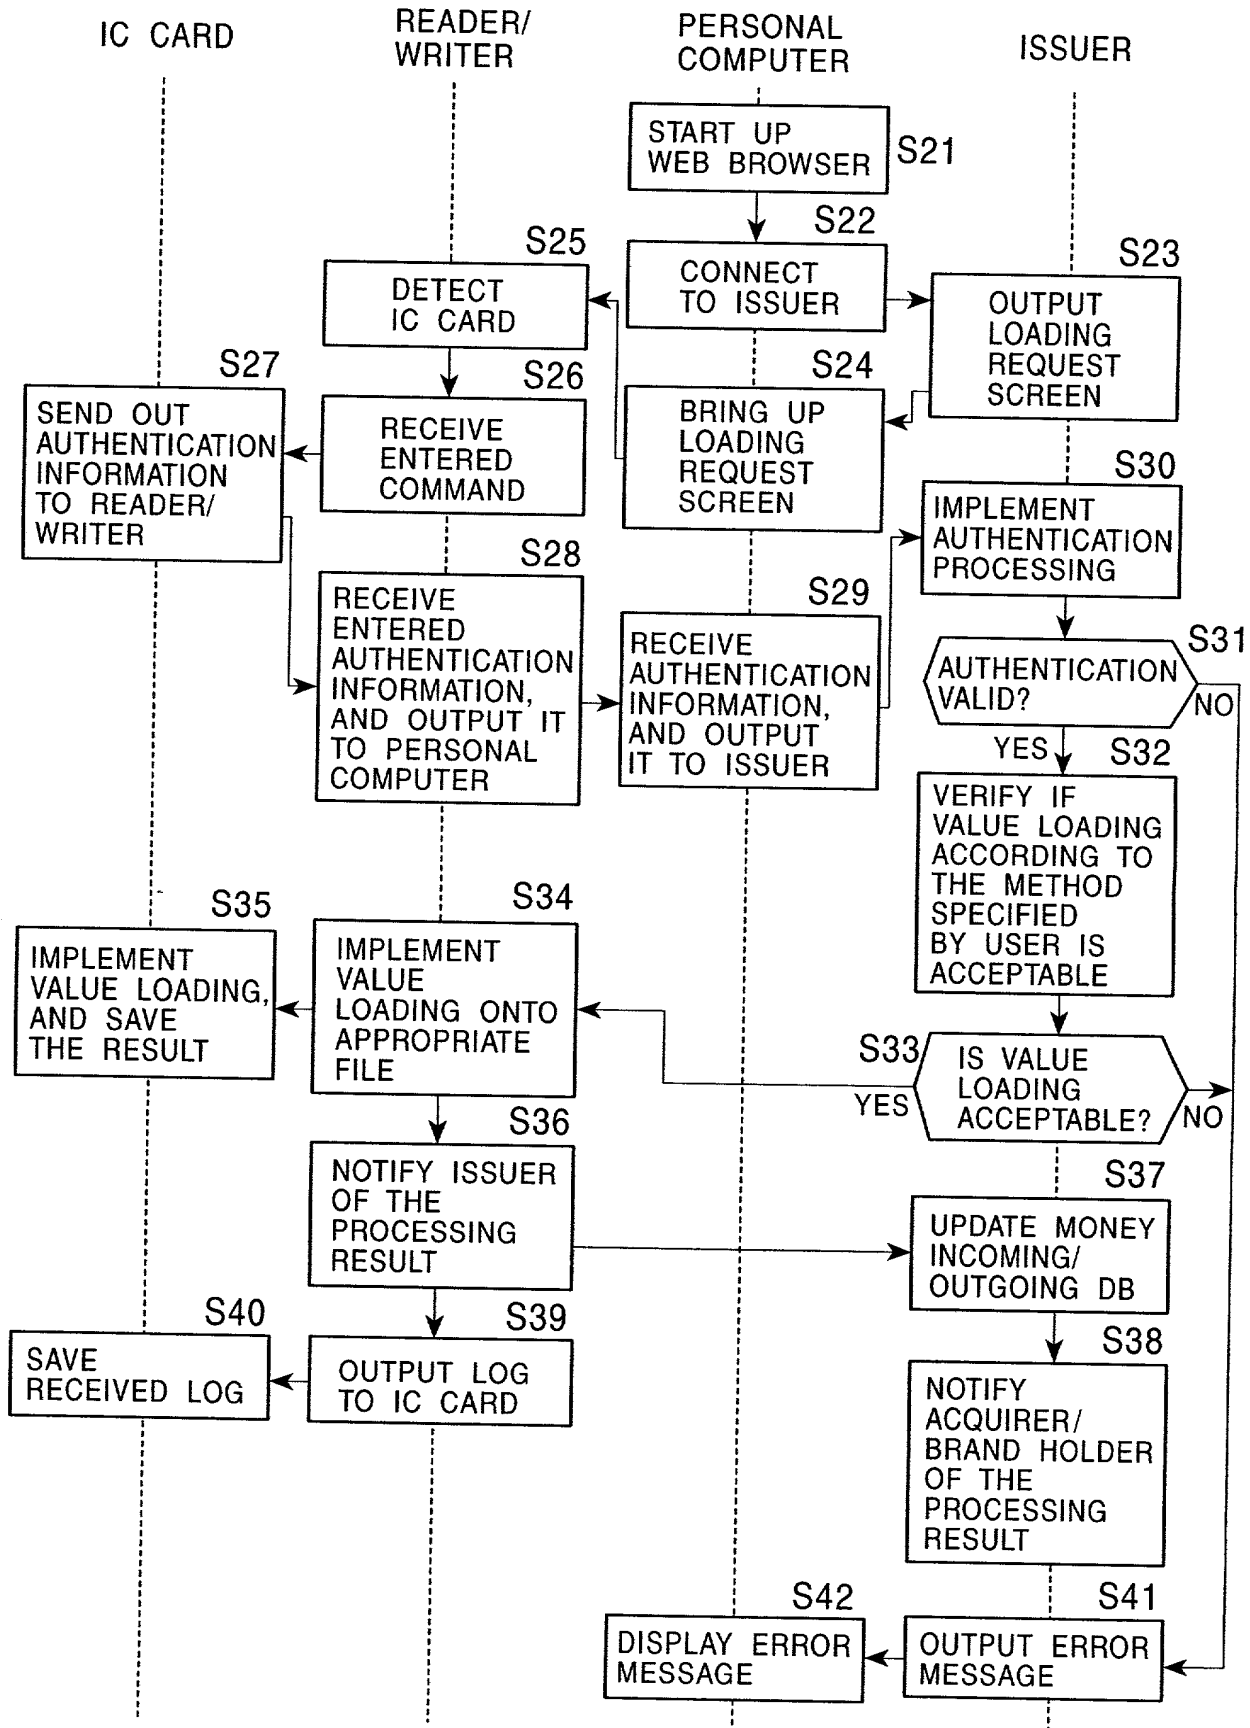 IC CARD
READER/
WRITER
PERSONAL
COMPUTER
ISSUER
START UP
WEB BROWSER
S21
S22
CONNECT
TO ISSUER
S23
OUTPUT
LOADING
REQUEST
SCREEN
S24
BRING UP
LOADING
REQUEST
SCREEN
S25
DETECT
IC CARD
S26
RECEIVE
ENTERED
COMMAND
S27
SEND OUT
AUTHENTICATION
INFORMATION
TO READER/
WRITER
S28
RECEIVE
ENTERED
AUTHENTICATION
INFORMATION,
AND OUTPUT IT
TO PERSONAL
COMPUTER
S29
RECEIVE
AUTHENTICATION
INFORMATION,
AND OUTPUT
IT TO ISSUER
S30
IMPLEMENT
AUTHENTICATION
PROCESSING
S31
AUTHENTICATION
VALID?
NO
YES
S32
VERIFY IF
VALUE LOADING
ACCORDING TO
THE METHOD
SPECIFIED
BY USER IS
ACCEPTABLE
S33
IS VALUE
LOADING
ACCEPTABLE?
YES
NO
S34
IMPLEMENT
VALUE
LOADING ONTO
APPROPRIATE
FILE
S35
IMPLEMENT
VALUE LOADING,
AND SAVE
THE RESULT
S36
NOTIFY ISSUER
OF THE
PROCESSING
RESULT
S37
UPDATE MONEY
INCOMING/
OUTGOING DB
S38
NOTIFY
ACQUIRER/
BRAND HOLDER
OF THE
PROCESSING
RESULT
S39
OUTPUT LOG
TO IC CARD
S40
SAVE
RECEIVED LOG
S41
OUTPUT ERROR
MESSAGE
S42
DISPLAY ERROR
MESSAGE